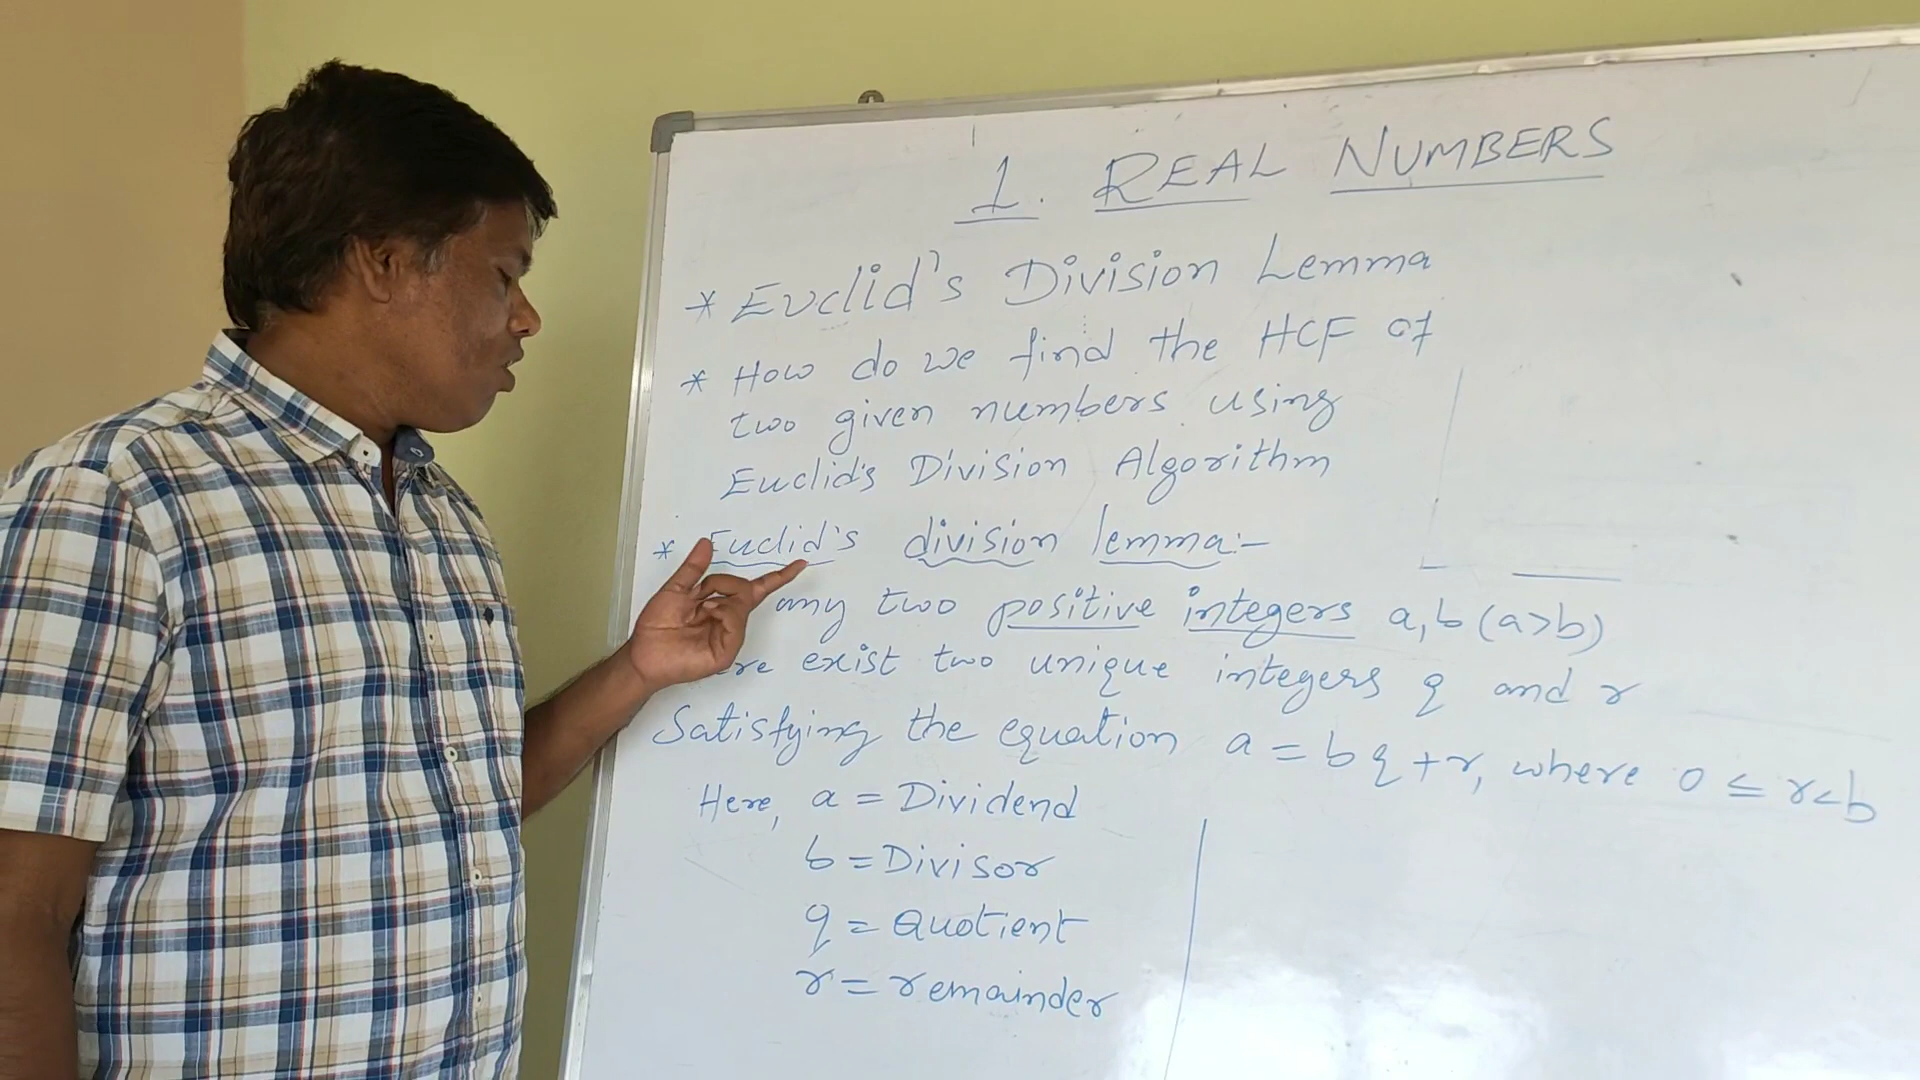 1. REAL NUMBERS
* Euclid's Division Lemma
* How do we find the HCF of
two given numbers using
Euclid's Division Algorithm
* Euclid's division lemma:-
any two positive integers a, b (a>b)
exist two unique integers q and r
Satisfying the equation a = bq + r, where 0 ≤ r < b
Here, a = Dividend
b = Divisor
q = Quotient
r = remainder